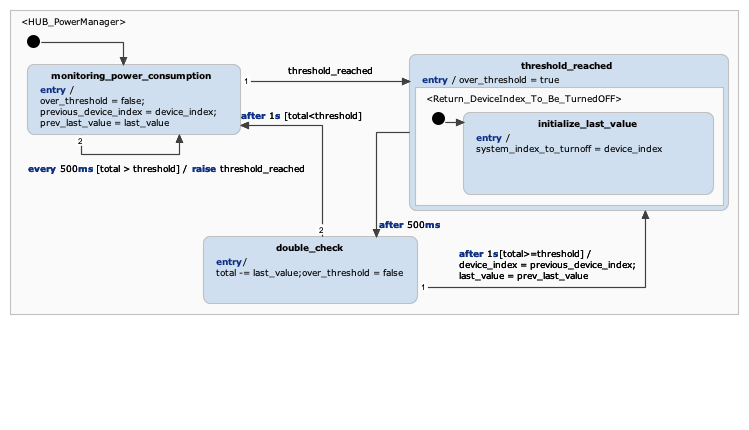 <HUB_PowerManager>
monitoring_power_consumption
entry /
over_threshold = false;
previous_device_index = device_index;
prev_last_value = last_value
1
threshold_reached
threshold_reached
entry / over_threshold = true
<Return_DeviceIndex_To_Be_TurnedOFF>
initialize_last_value
entry /
system_index_to_turnoff = device_index
after 1s [total<threshold]
2
every 500ms [total > threshold] / raise threshold_reached
after 500ms
2
double_check
entry/
total -= last_value;over_threshold = false
1
after 1s[total>=threshold] /
device_index = previous_device_index;
last_value = prev_last_value